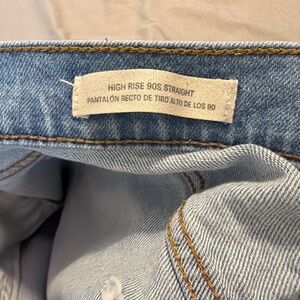 HIGH RISE 90S STRAIGHT
PANTALÓN RECTO DE TIRO ALTO DE LOS 90